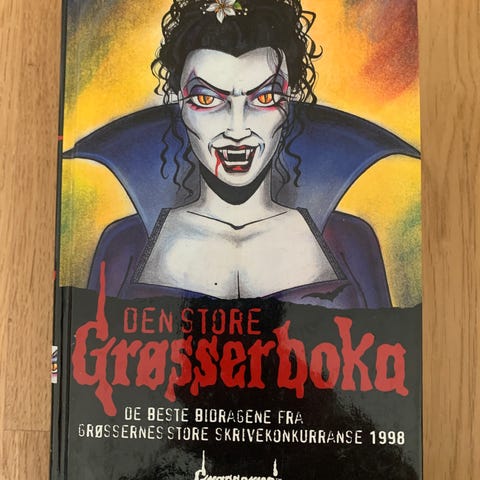 DEN STORE
Grøsserboka
DE BESTE BIDRAGENE FRA
GRØSSERNES STORE SKRIVEKONKURRANSE 1998